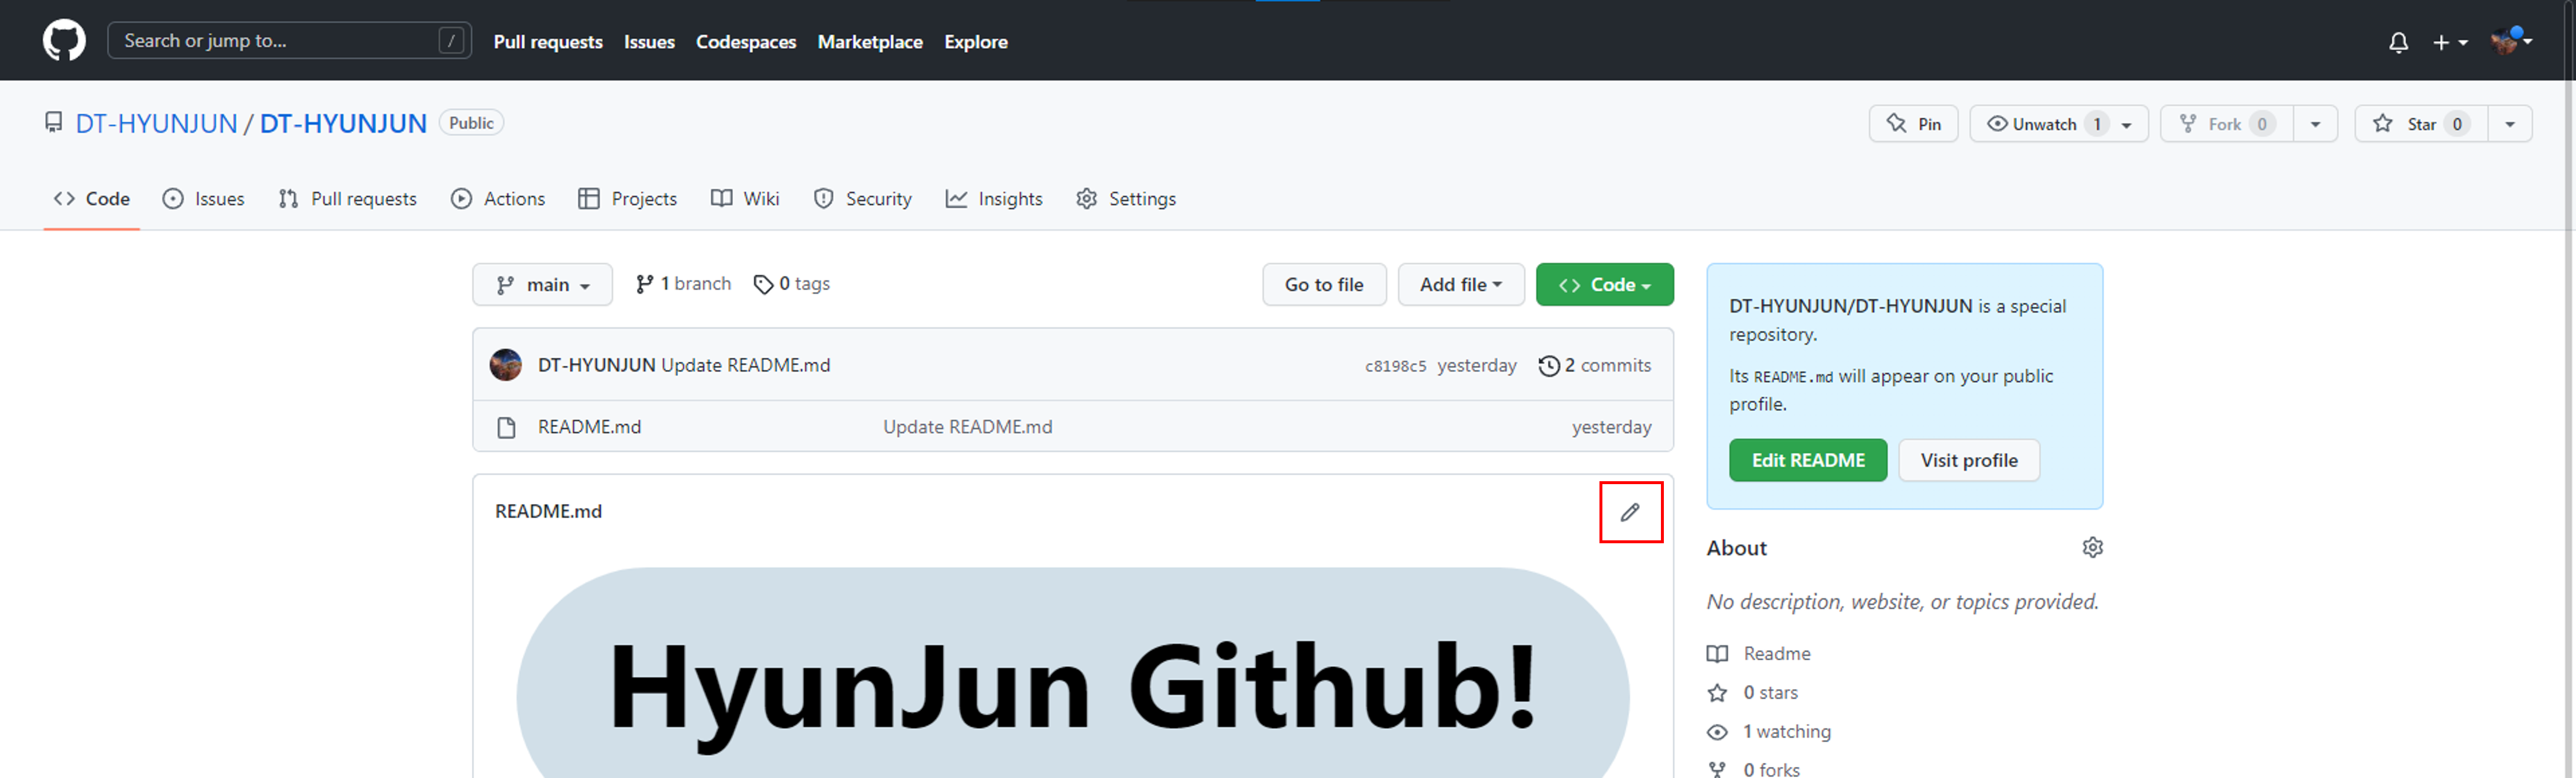 Search or jump to... /
Pull requests Issues Codespaces Marketplace Explore
DT-HYUNJUN / DT-HYUNJUN Public
Pin Unwatch 1 Fork 0 Star 0
Code Issues Pull requests Actions Projects Wiki Security Insights Settings
main 1 branch 0 tags
Go to file Add file Code
DT-HYUNJUN Update README.md c8198c5 yesterday 2 commits
README.md Update README.md yesterday
README.md
HyunJun Github!
DT-HYUNJUN/DT-HYUNJUN is a special
repository.
Its README.md will appear on your public
profile.
Edit README Visit profile
About
No description, website, or topics provided.
Readme
0 stars
1 watching
0 forks